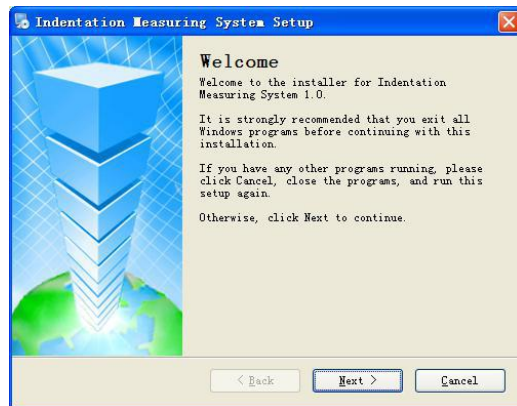 Indentation Measuring System Setup
Welcome
Welcome to the installer for Indentation
Measuring System 1.0.
It is strongly recommended that you exit all
Windows programs before continuing with this
installation.
If you have any other programs running, please
click Cancel, close the programs, and run this
setup again.
Otherwise, click Next to continue.
< Back Next > Cancel